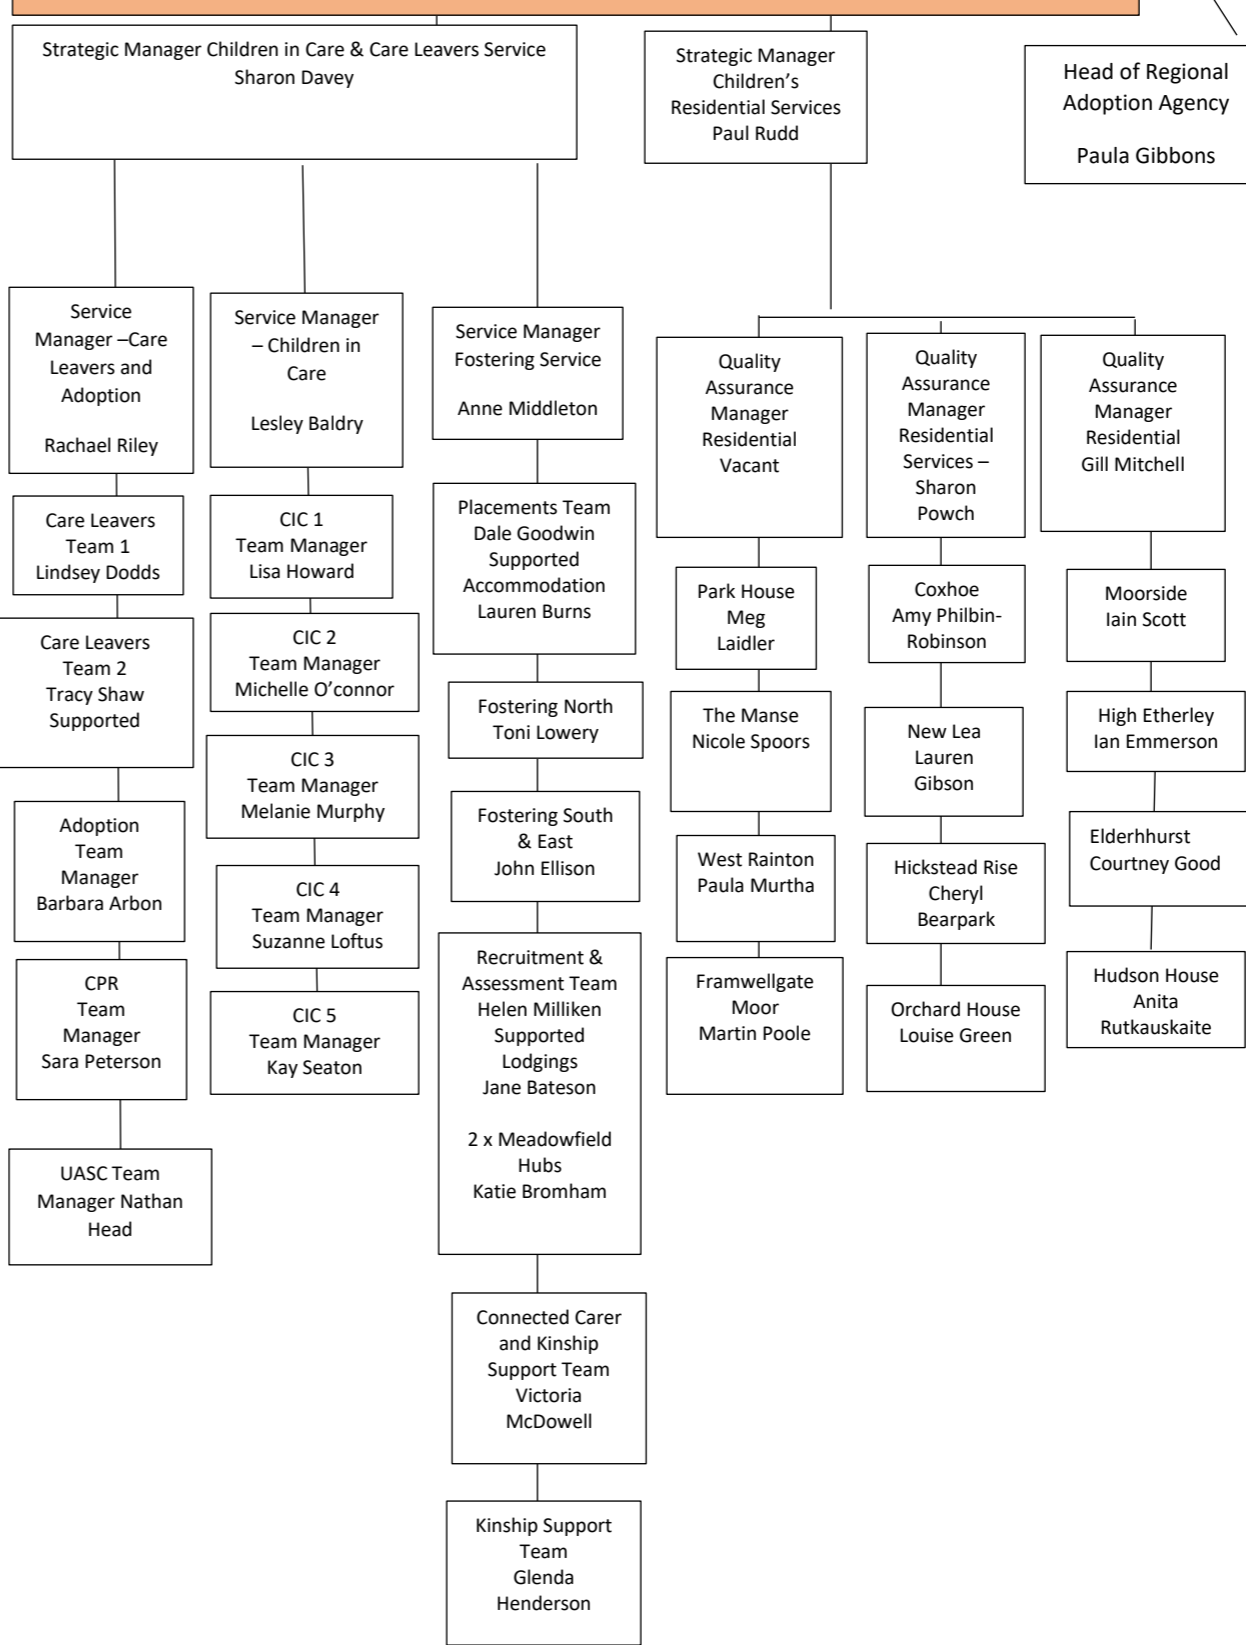 Strategic Manager Children in Care & Care Leavers Service
Sharon Davey
Strategic Manager
Children's
Residential Services
Paul Rudd
Head of Regional
Adoption Agency
Paula Gibbons
Service
Manager –Care
Leavers and
Adoption
Rachael Riley
Care Leavers
Team 1
Lindsey Dodds
Care Leavers
Team 2
Tracy Shaw
Supported
Adoption
Team
Manager
Barbara Arbon
CPR
Team
Manager
Sara Peterson
UASC Team
Manager Nathan
Head
Service Manager
– Children in
Care
Lesley Baldry
CIC 1
Team Manager
Lisa Howard
CIC 2
Team Manager
Michelle O'connor
CIC 3
Team Manager
Melanie Murphy
CIC 4
Team Manager
Suzanne Loftus
CIC 5
Team Manager
Kay Seaton
Service Manager
Fostering Service
Anne Middleton
Placements Team
Dale Goodwin
Supported
Accommodation
Lauren Burns
Fostering North
Toni Lowery
Fostering South
& East
John Ellison
Recruitment &
Assessment Team
Helen Milliken
Supported
Lodgings
Jane Bateson
2 x Meadowfield
Hubs
Katie Bromham
Connected Carer
and Kinship
Support Team
Victoria
McDowell
Kinship Support
Team
Glenda
Henderson
Quality
Assurance
Manager
Residential
Vacant
Park House
Meg
Laidler
The Manse
Nicole Spoors
West Rainton
Paula Murtha
Framwellgate
Moor
Martin Poole
Quality
Assurance
Manager
Residential
Services –
Sharon
Powch
Coxhoe
Amy Philbin-
Robinson
New Lea
Lauren
Gibson
Hickstead Rise
Cheryl
Bearpark
Orchard House
Louise Green
Quality
Assurance
Manager
Residential
Gill Mitchell
Moorside
Iain Scott
High Etherley
Ian Emmerson
Elderhhurst
Courtney Good
Hudson House
Anita
Rutkauskaite